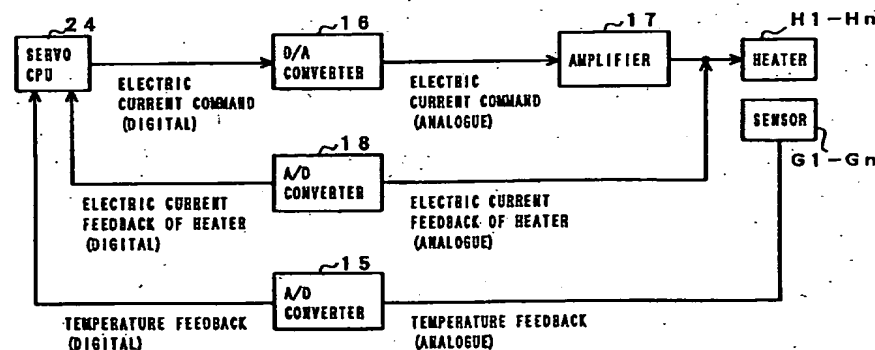 24
SERVO
CPU
16
D/A
CONVERTER
17
AMPLIFIER
H1-Hn
HEATER
ELECTRIC
CURRENT COMMAND
(DIGITAL)
ELECTRIC
CURRENT COMMAND
(ANALOGUE)
SENSOR
G1-Gn
18
A/D
CONVERTER
ELECTRIC CURRENT
FEEDBACK OF HEATER
(DIGITAL)
ELECTRIC CURRENT
FEEDBACK OF HEATER
(ANALOGUE)
15
A/D
CONVERTER
TEMPERATURE FEEDBACK
(DIGITAL)
TEMPERATURE FEEDBACK
(ANALOGUE)